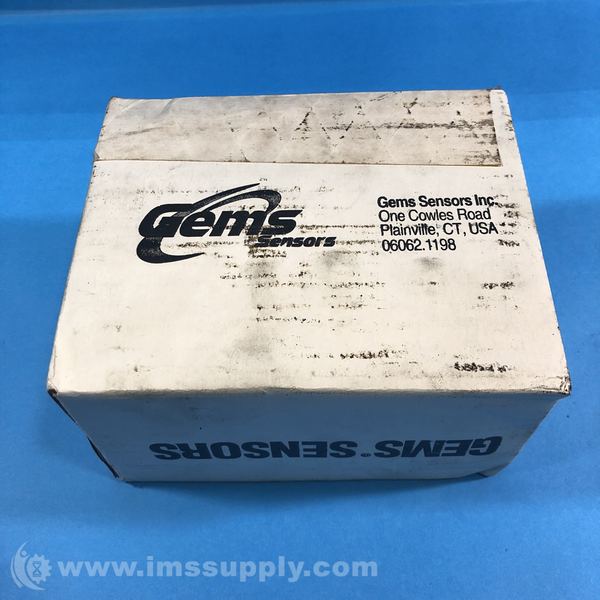 Gems
Sensors
Gems Sensors Inc.
One Cowles Road
Plainville, CT, USA
06062.1198
GEMS® SENSORS
www.imssupply.com